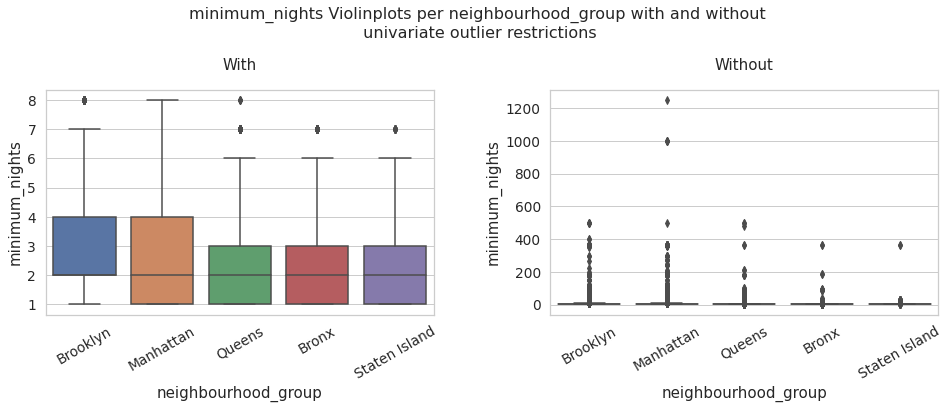 minimum_nights Violinplots per neighbourhood_group with and without
univariate outlier restrictions
With
minimum_nights
8
7
6
5
4
3
2
1
Brooklyn
Manhattan
Queens
Bronx
Staten Island
neighbourhood_group
Without
minimum_nights
1200
1000
800
600
400
200
0
Brooklyn
Manhattan
Queens
Bronx
Staten Island
neighbourhood_group